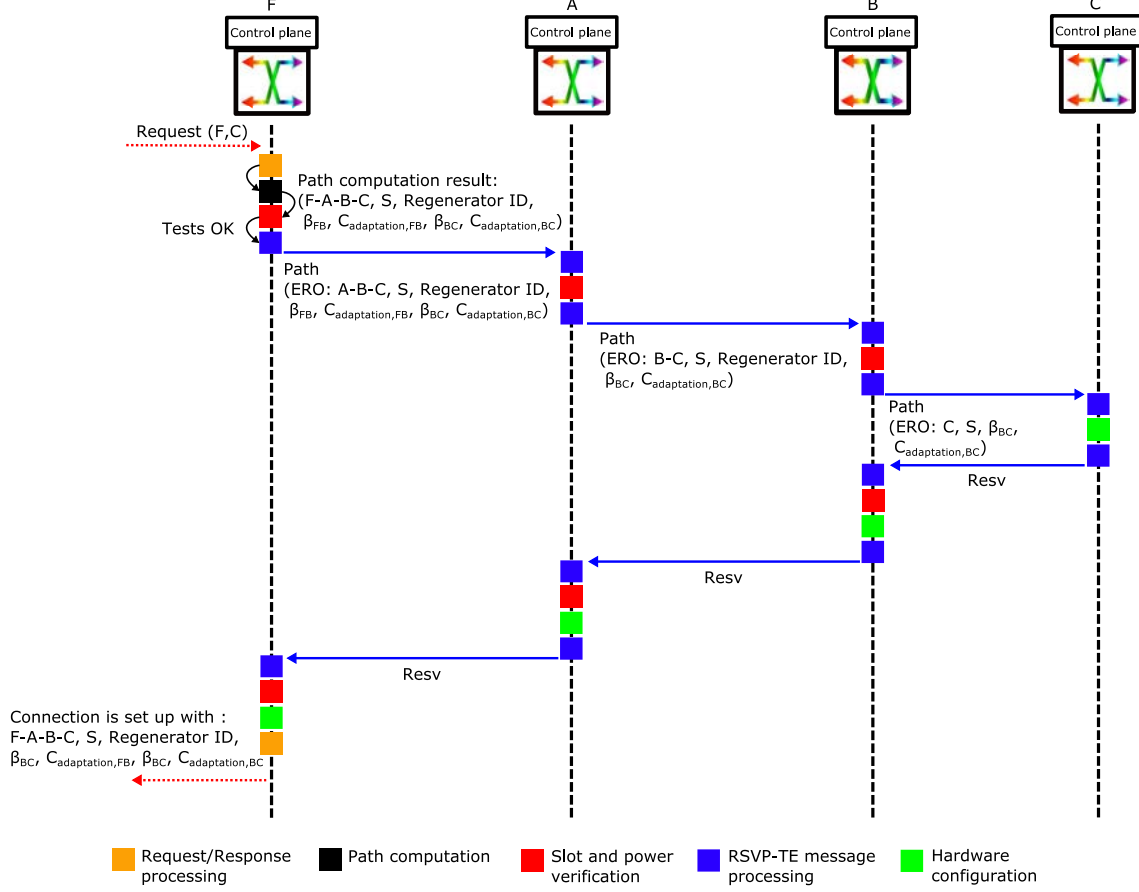 F
A
B
C
Control plane
Control plane
Control plane
Control plane
Request (F,C)
Path computation result:
(F-A-B-C, S, Regenerator ID,
βFB, Cadaptation,FB, βBC, Cadaptation,BC)
Tests OK
Path
(ERO: A-B-C, S, Regenerator ID,
βFB, Cadaptation,FB, βBC, Cadaptation,BC)
Path
(ERO: B-C, S, Regenerator ID,
βBC, Cadaptation,BC)
Path
(ERO: C, S, βBC,
Cadaptation,BC)
Resv
Resv
Resv
Connection is set up with :
F-A-B-C, S, Regenerator ID,
βBC, Cadaptation,FB, βBC, Cadaptation,BC
Request/Response
processing
Path computation
Slot and power
verification
RSVP-TE message
processing
Hardware
configuration